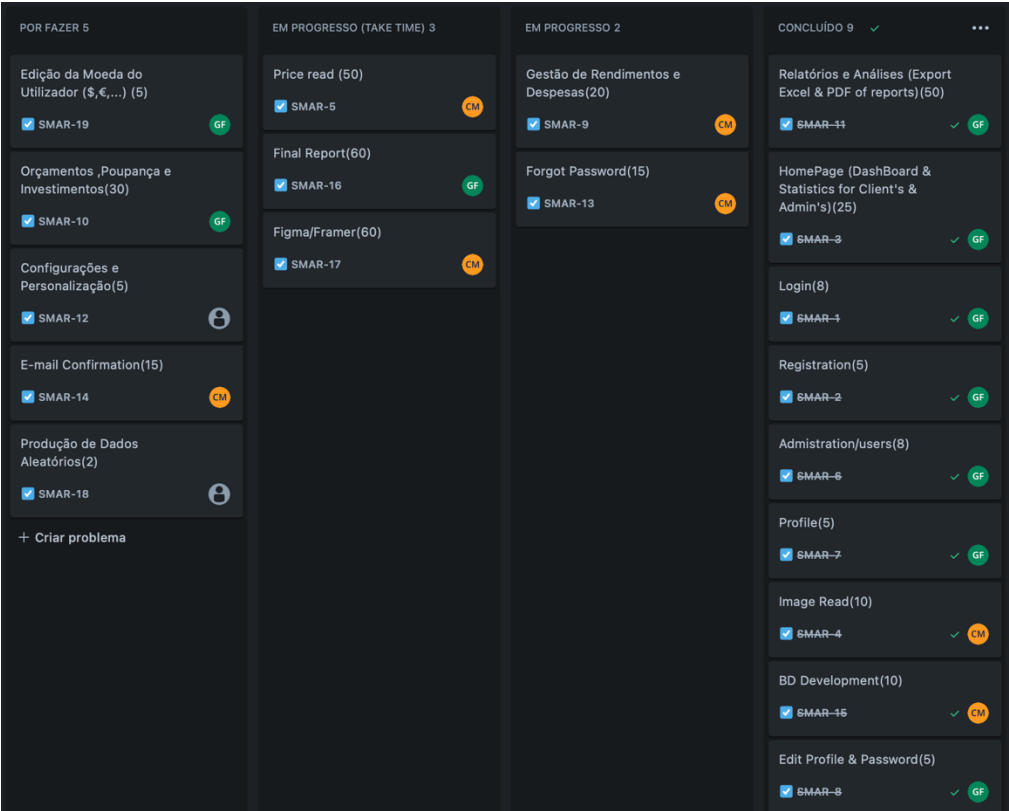 POR FAZER 5
Edição da Moeda do
Utilizador ($,€,...) (5)
SMAR-19
GF
Orçamentos ,Poupança e
Investimentos(30)
SMAR-10
GF
Configurações e
Personalização(5)
SMAR-12
E-mail Confirmation(15)
SMAR-14
CM
Produção de Dados
Aleatórios(2)
SMAR-18
+ Criar problema
EM PROGRESSO (TAKE TIME) 3
Price read (50)
SMAR-5
CM
Final Report(60)
SMAR-16
GF
Figma/Framer(60)
SMAR-17
CM
EM PROGRESSO 2
Gestão de Rendimentos e
Despesas(20)
SMAR-9
CM
Forgot Password(15)
SMAR-13
CM
CONCLUÍDO 9
Relatórios e Análises (Export
Excel & PDF of reports)(50)
SMAR-11
GF
HomePage (DashBoard &
Statistics for Client's &
Admin's)(25)
SMAR-3
GF
Login(8)
SMAR-1
GF
Registration(5)
SMAR-2
GF
Admistration/users(8)
SMAR-6
GF
Profile(5)
SMAR-7
GF
Image Read(10)
SMAR-4
CM
BD Development(10)
SMAR-15
CM
Edit Profile & Password(5)
SMAR-8
GF